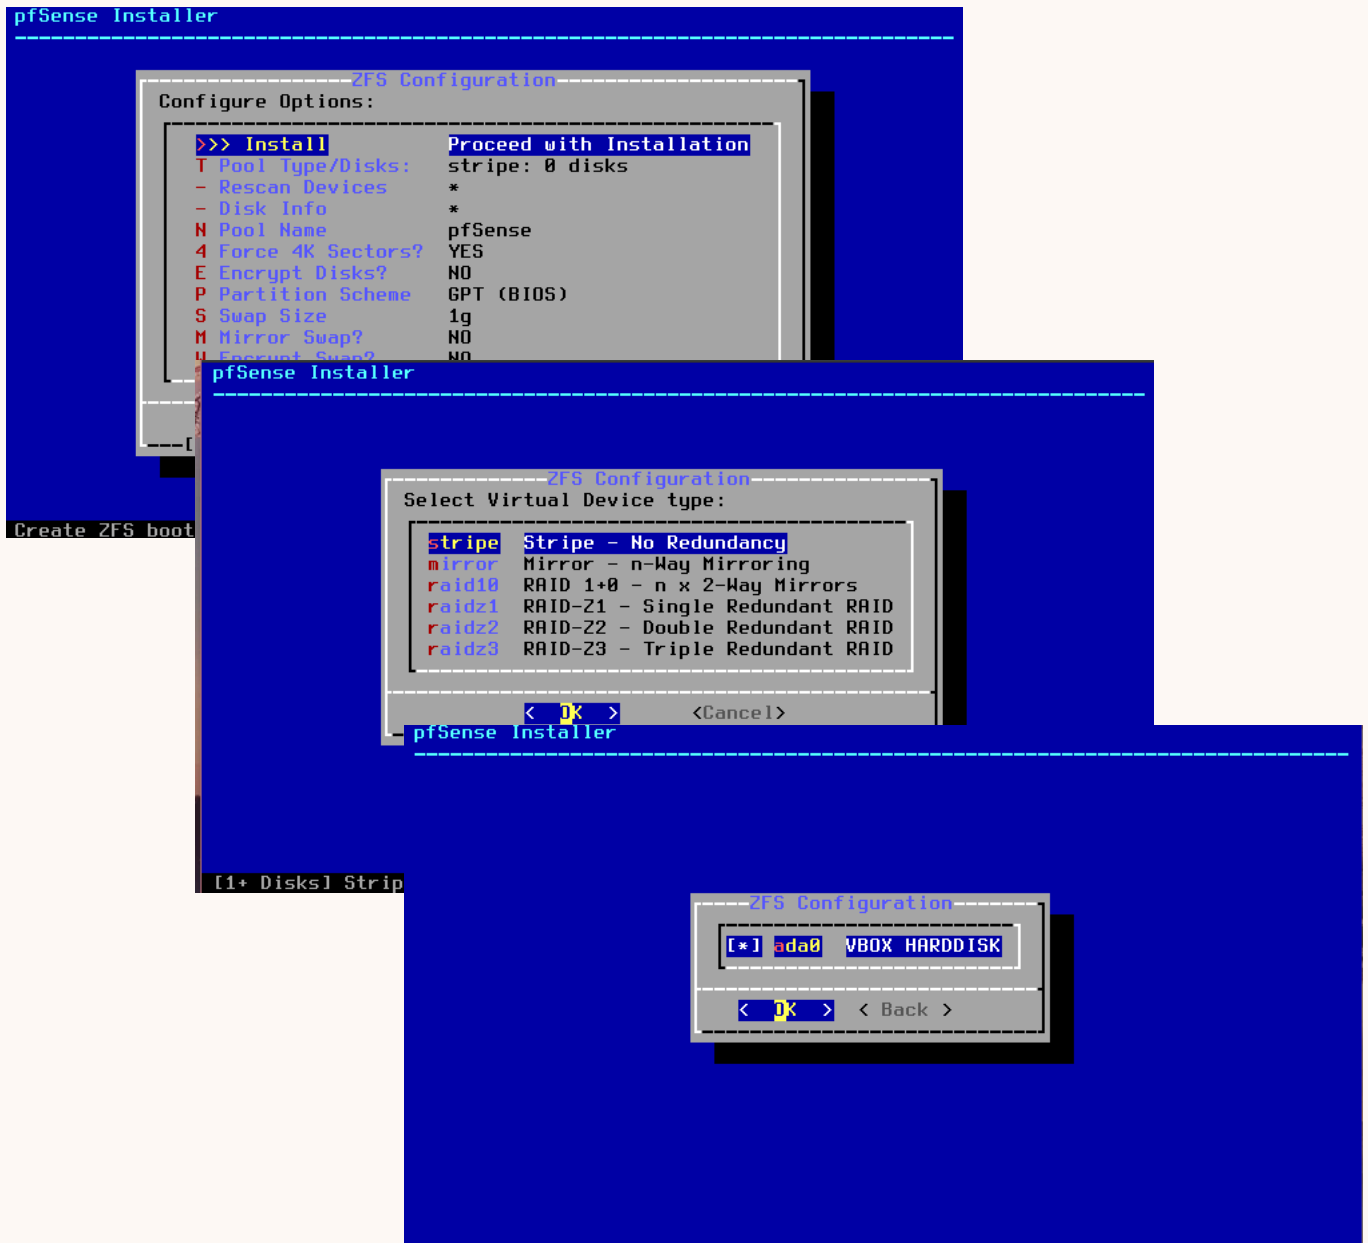 pfSense Installer
ZFS Configuration
Configure Options:
>>> Install Proceed with Installation
T Pool Type/Disks: stripe: 0 disks
- Rescan Devices *
- Disk Info *
N Pool Name pfSense
4 Force 4K Sectors? YES
E Encrypt Disks? NO
P Partition Scheme GPT (BIOS)
S Swap Size 1g
M Mirror Swap? NO
W Encrypt Swap? NO
Create ZFS boot
pfSense Installer
ZFS Configuration
Select Virtual Device type:
stripe Stripe - No Redundancy
mirror Mirror - n-Way Mirroring
raid10 RAID 1+0 - n x 2-Way Mirrors
raidz1 RAID-Z1 - Single Redundant RAID
raidz2 RAID-Z2 - Double Redundant RAID
raidz3 RAID-Z3 - Triple Redundant RAID
< OK > <Cancel>
[1+ Disks] Strip
pfSense Installer
ZFS Configuration
[*] ada0 VBOX HARDDISK
< OK > < Back >